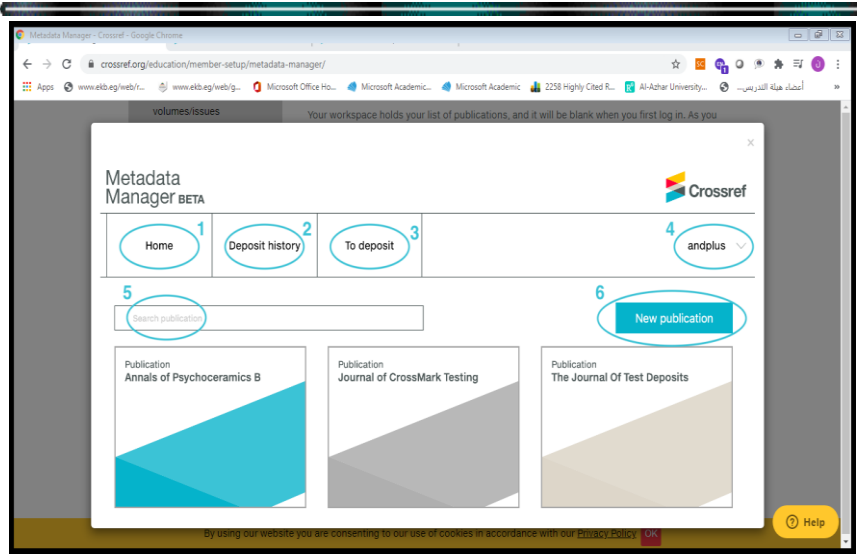 Metadata Manager - Crossref - Google Chrome
crossref.org/education/member-setup/metadata-manager/
Apps www.ekb.eg/web/r... www.ekb.eg/web/g... Microsoft Office Ho... Microsoft Academic... Microsoft Academic 2258 Highly Cited R... Al-Azhar University... أعضاء هيئة التدريس... »
volumes/issues
Your workspace holds your list of publications, and it will be blank when you first log in. As you
x
Metadata
Manager BETA
Crossref
1 2 3 4
Home Deposit history To deposit andplus
5 6
Search publication New publication
Publication Publication Publication
Annals of Psychoceramics B Journal of CrossMark Testing The Journal Of Test Deposits
? Help
By using our website you are consenting to our use of cookies in accordance with our Privacy Policy OK